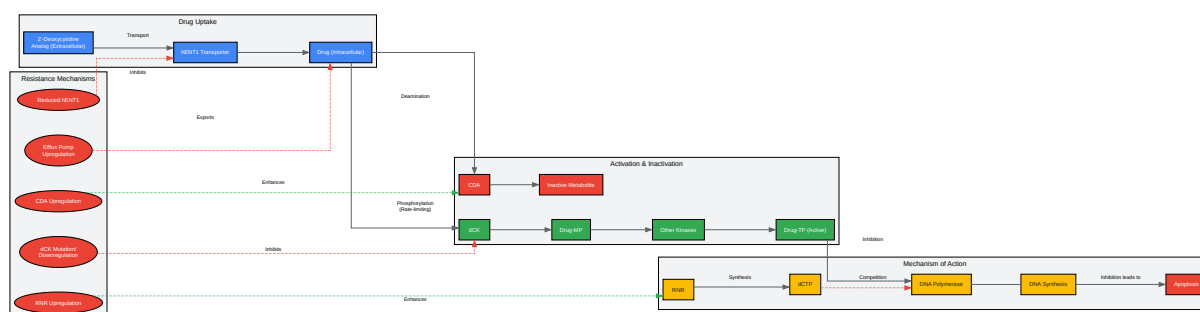 Drug Uptake
2'-Deoxycytidine
Analog (Extracellular)
Transport
hENT1 Transporter
Drug (Intracellular)
Inhibits
Resistance Mechanisms
Reduced hENT1
Deamination
Exports
Efflux Pump
Upregulation
Activation & Inactivation
Enhances
CDA
Inactive Metabolite
CDA Upregulation
Phosphorylation
(Rate-limiting)
dCK
Drug-MP
Other Kinases
Drug-TP (Active)
dCK Mutation/
Downregulation
Inhibits
Inhibition
Mechanism of Action
RNR
Synthesis
dCTP
Competition
DNA Polymerase
DNA Synthesis
Inhibition leads to
Apoptosis
RNR Upregulation
Enhances